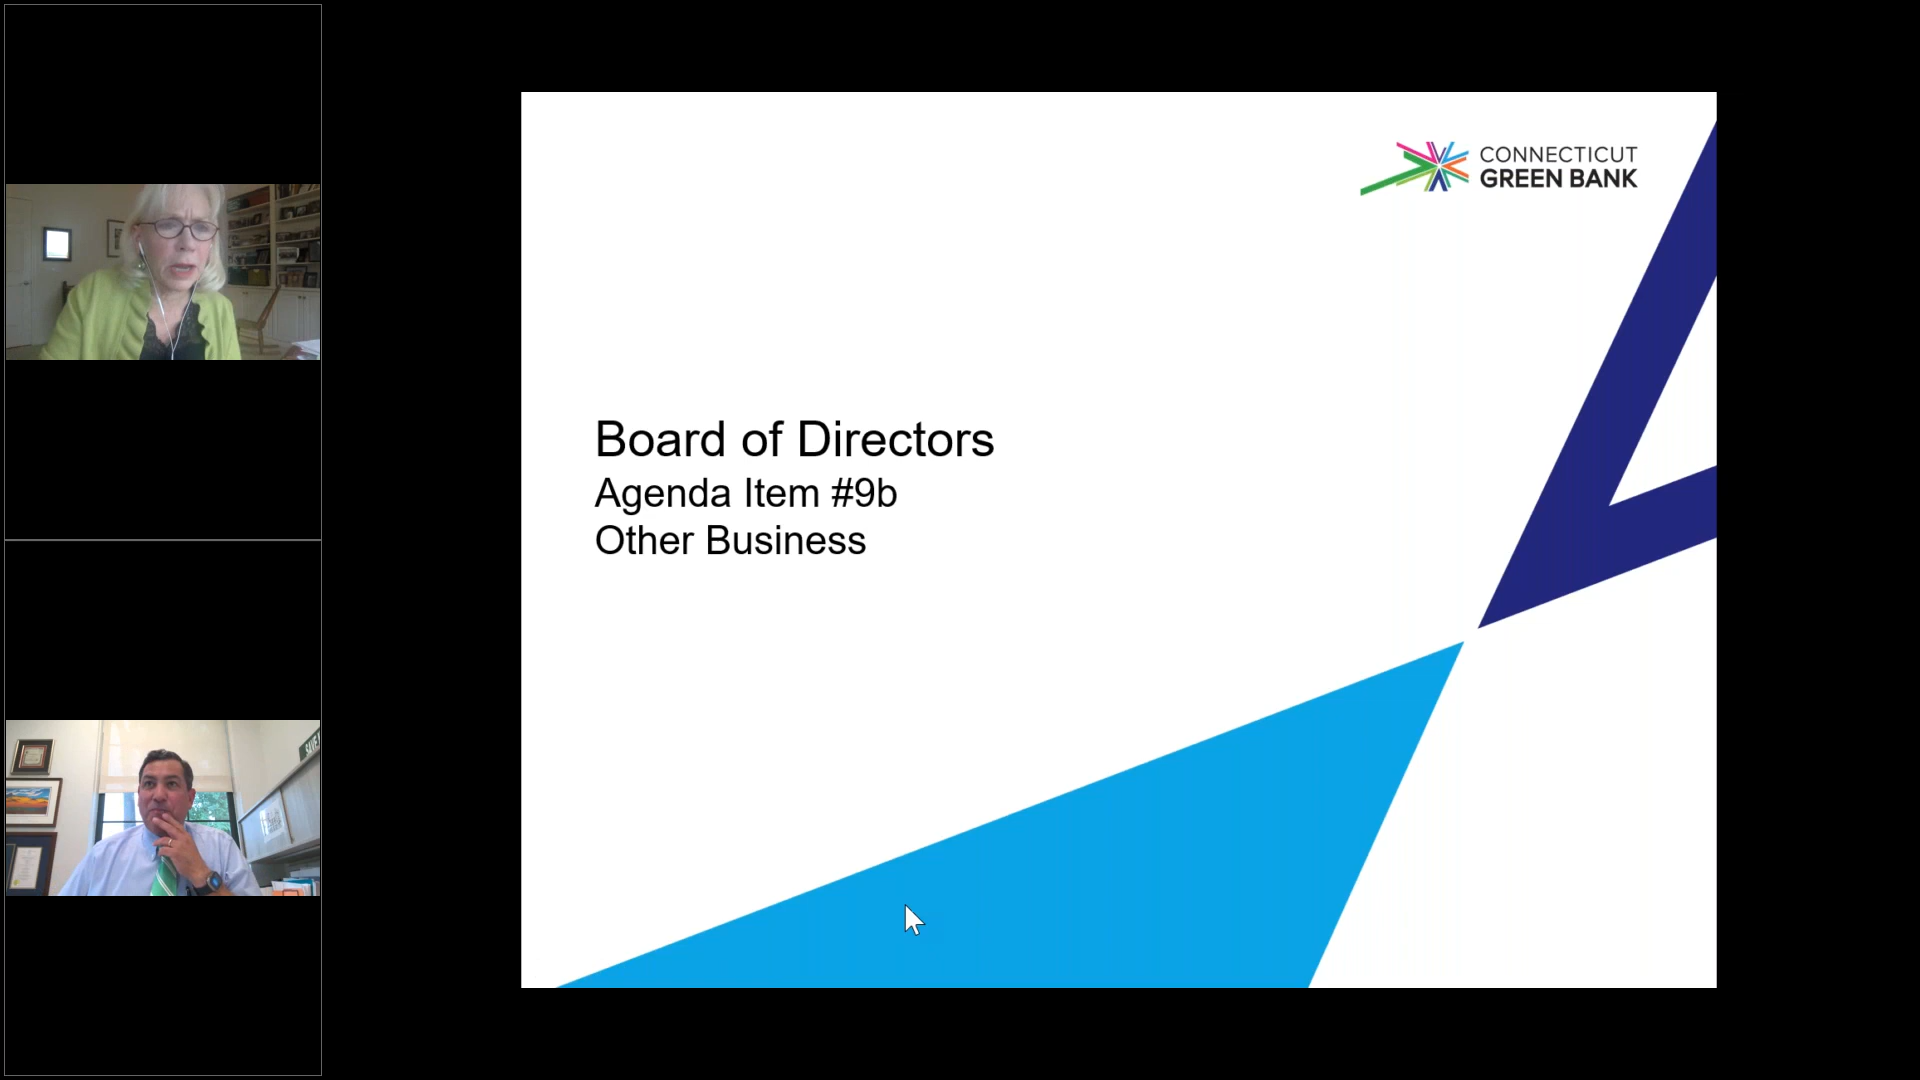 CONNECTICUT
GREEN BANK
Board of Directors
Agenda Item #9b
Other Business